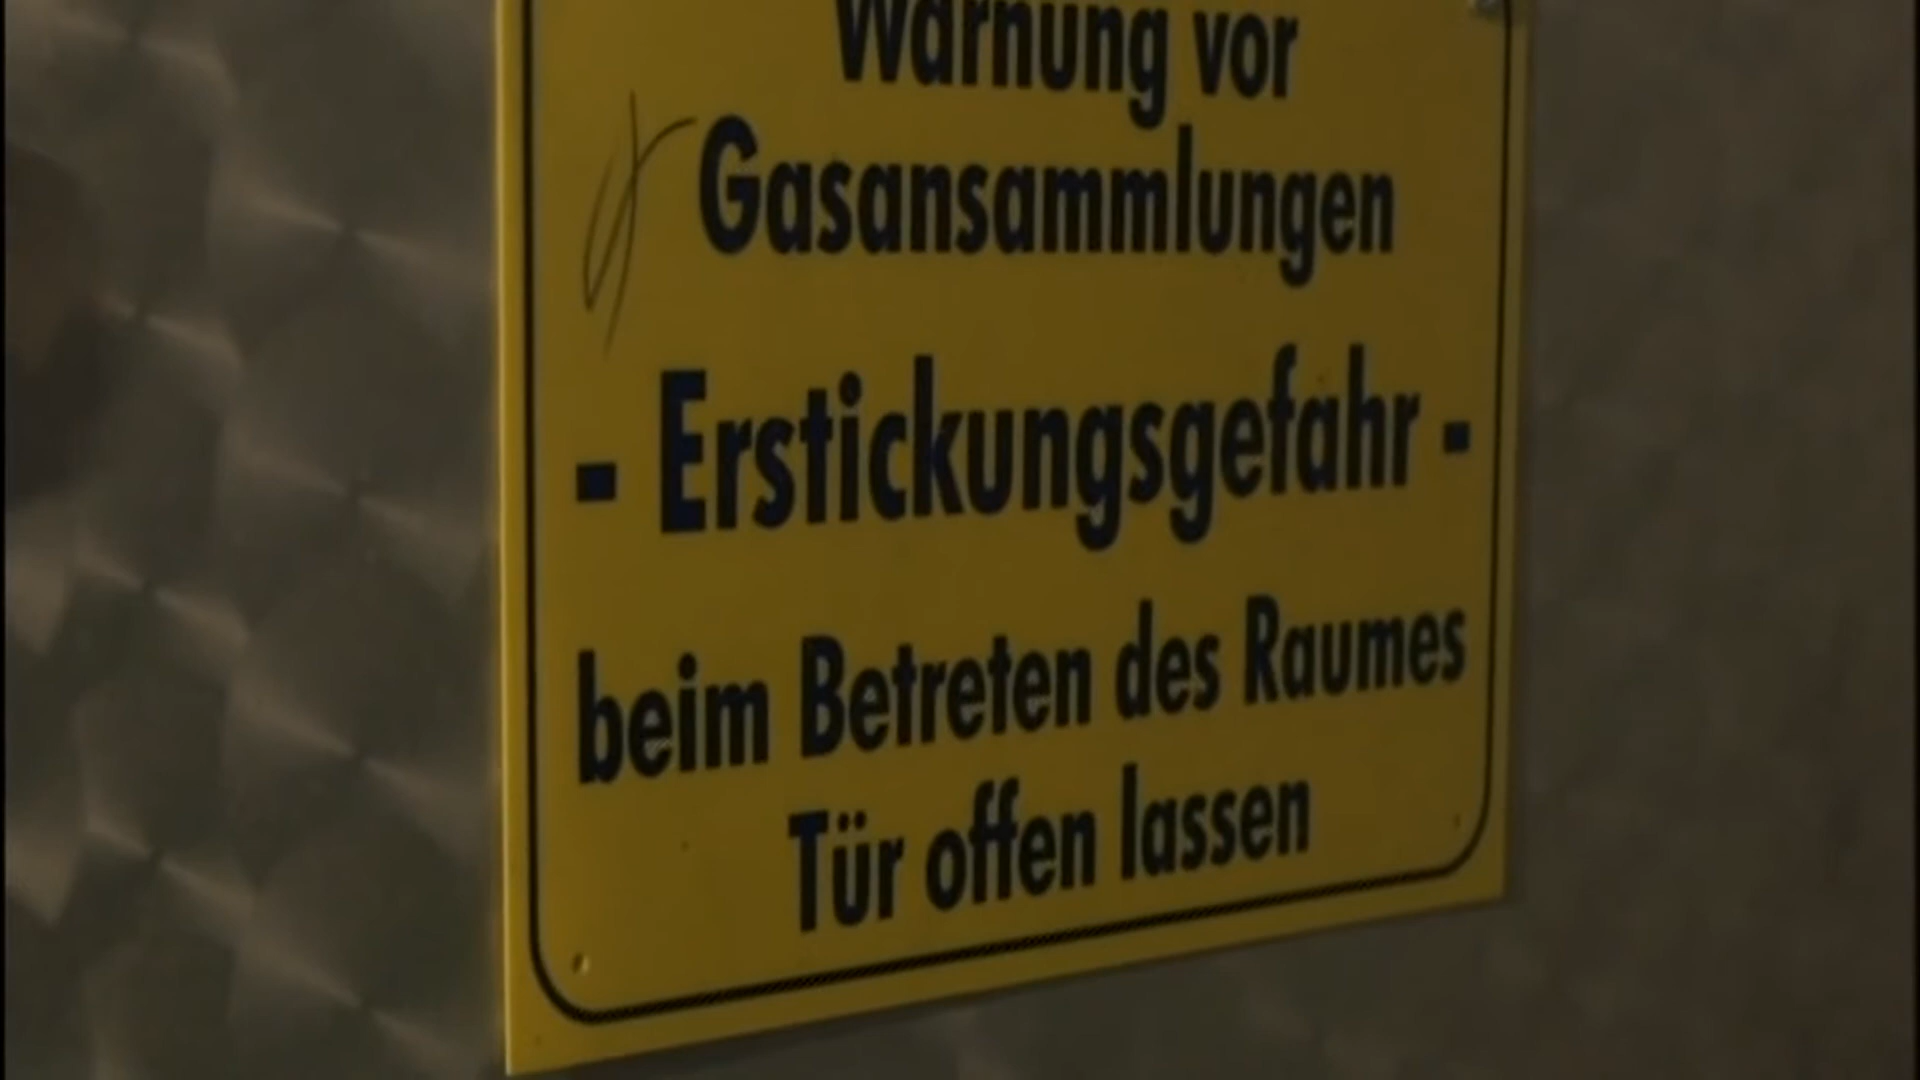 Warnung vor
Gasansammlungen
- Erstickungsgefahr -
beim Betreten des Raumes
Tür offen lassen